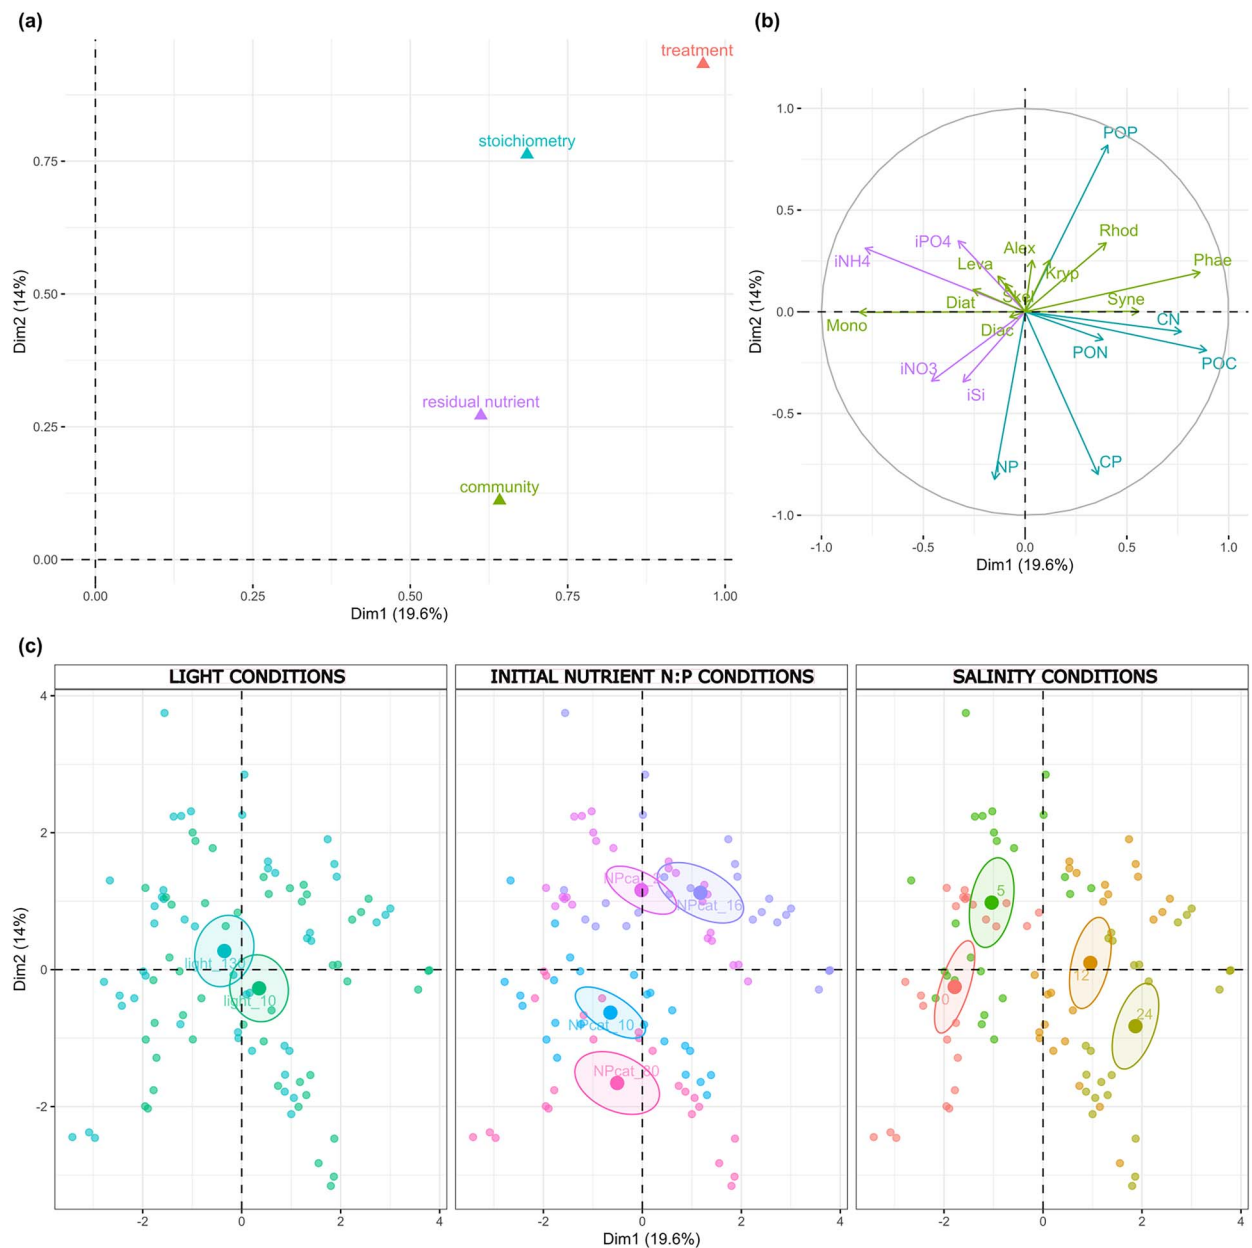 (a)
treatment
stoichiometry
residual nutrient
community
0.75
0.50
0.25
0.00
Dim2 (14%)
0.00 0.25 0.50 0.75 1.00
Dim1 (19.6%)
(b)
1.0
0.5
0.0
-0.5
-1.0
Dim2 (14%)
POP
Rhod
Alex
iPO4
Phae
iNH4
Leva
Kryp
Skel
Diat
Syne
Mono
CN
Diac
PON
POC
iNO3
iSi
NP
CP
-1.0 -0.5 0.0 0.5 1.0
Dim1 (19.6%)
(c)
LIGHT CONDITIONS
INITIAL NUTRIENT N:P CONDITIONS
SALINITY CONDITIONS
4
2
0
-2
Dim2 (14%)
light_130
light_10
NPcat_16
NPcat_10
NPcat_80
5
0
12
24
-2 0 2 4
-2 0 2 4
-2 0 2 4
Dim1 (19.6%)